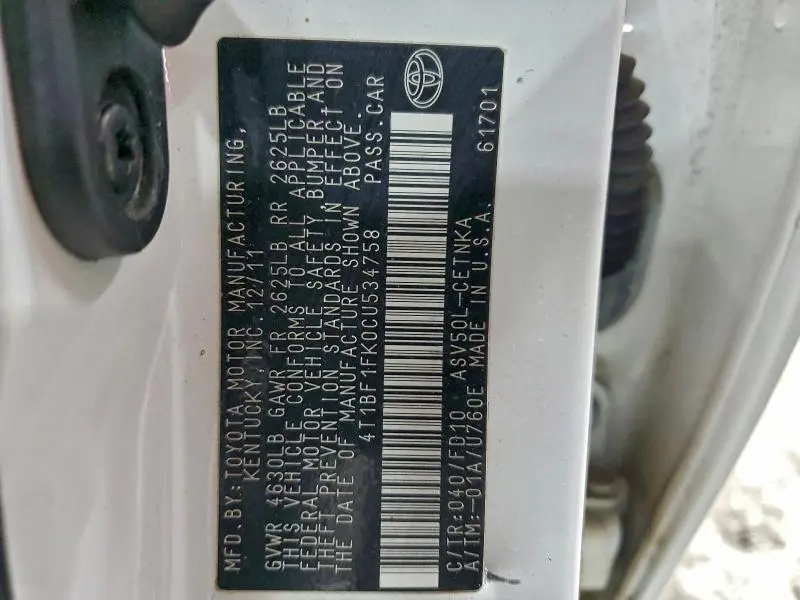 MFD.BY:TOYOTA MOTOR MANUFACTURING,
KENTUCKY, INC. 12/11
GVWR 4630LB GAWR FR 2625LB RR 2625LB
THIS VEHICLE CONFORMS TO ALL APPLICABLE
FEDERAL MOTOR VEHICLE SAFETY, BUMPER, AND
THEFT PREVENTION STANDARDS IN EFFECT ON
THE DATE OF MANUFACTURE SHOWN ABOVE.
4T1BF1FK0CU534758 PASS.CAR
C/TR:040/FD10 ASV50L-CETNKA 61701
A/TM:-01A/U760E MADE IN U.S.A.